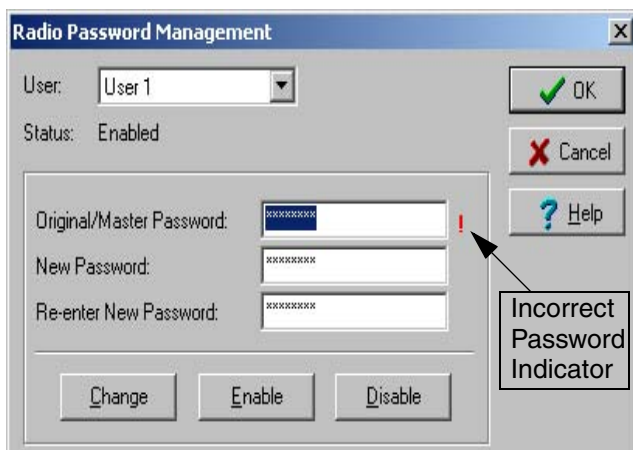 Radio Password Management
User: User 1
OK
Status: Enabled
Cancel
Original/Master Password: ******** !
Help
New Password: ********
Re-enter New Password: ********
Incorrect
Password
Indicator
Change Enable Disable